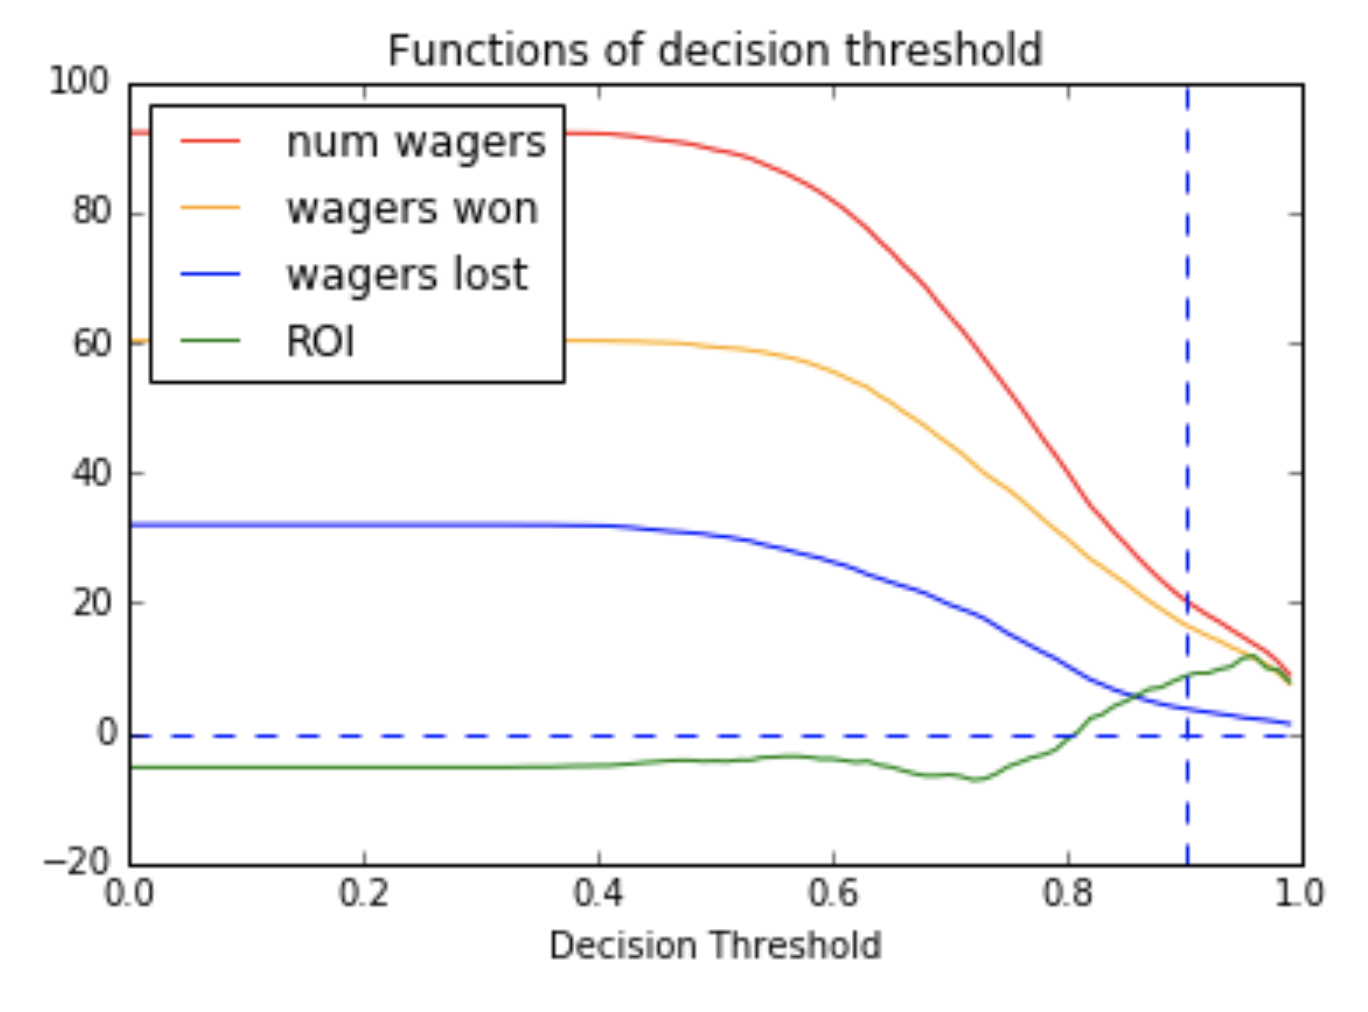 Functions of decision threshold
100
80
60
40
20
0
−20
num wagers
wagers won
wagers lost
ROI
0.0 0.2 0.4 0.6 0.8 1.0
Decision Threshold